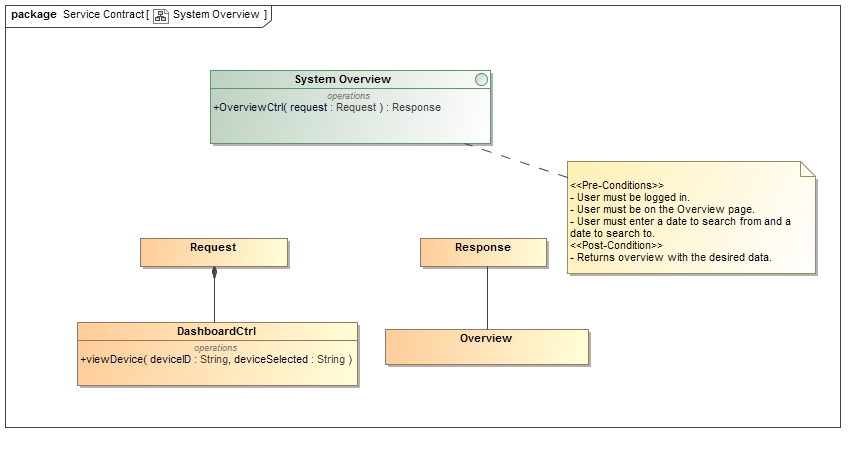 package Service Contract [ System Overview ]
System Overview
operations
+OverviewCtrl( request : Request ) : Response
<<Pre-Conditions>>
- User must be logged in.
- User must be on the Overview page.
- User must enter a date to search from and a
date to search to.
<<Post-Condition>>
- Returns overview with the desired data.
Request
Response
DashboardCtrl
operations
+viewDevice( deviceID : String, deviceSelected : String )
Overview